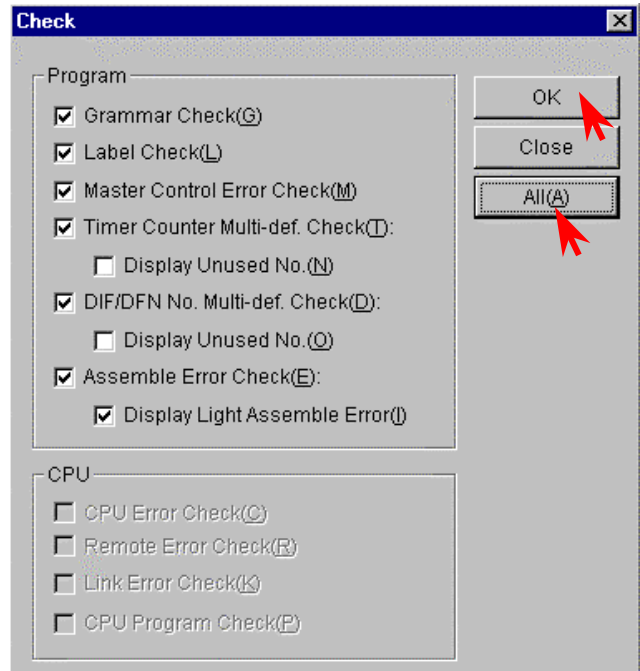 Check
Program
Grammar Check(G)
Label Check(L)
Master Control Error Check(M)
Timer Counter Multi-def. Check(T):
Display Unused No.(N)
DIF/DFN No. Multi-def. Check(D):
Display Unused No.(O)
Assemble Error Check(E):
Display Light Assemble Error(I)
OK
Close
All(A)
CPU
CPU Error Check(C)
Remote Error Check(R)
Link Error Check(K)
CPU Program Check(P)